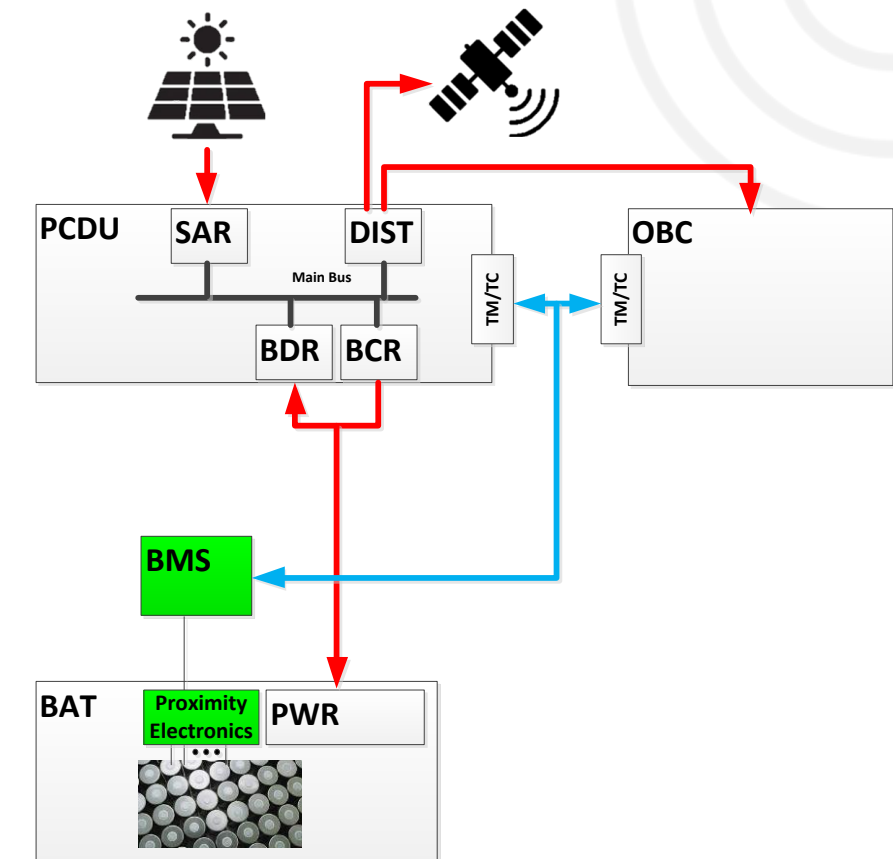 PCDU
SAR
DIST
OBC
Main Bus
TM/TC
TM/TC
BDR
BCR
BMS
BAT
Proximity
Electronics
PWR